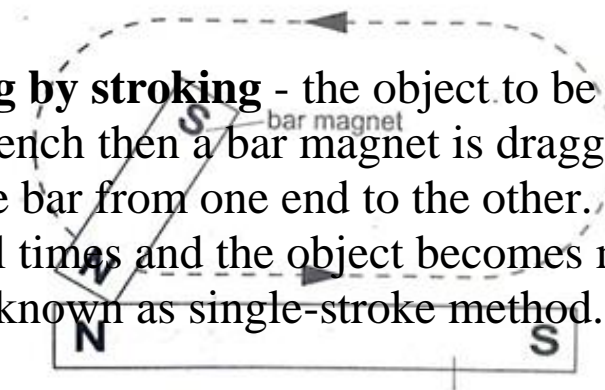 g by stroking - the object to be
S
bar magnet
ench then a bar magnet is dragg
e bar from one end to the other.
l times and the object becomes
N
known as single-stroke method.
N S